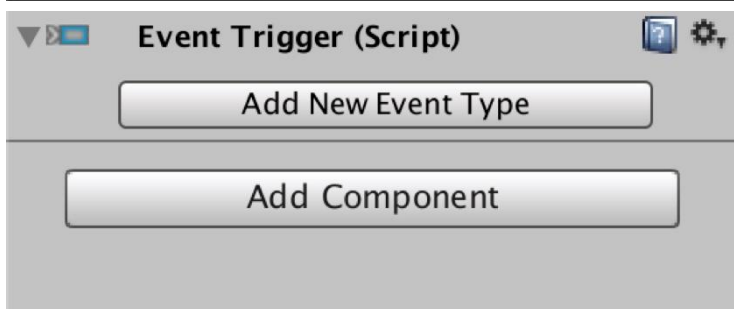 Event Trigger (Script)
Add New Event Type
Add Component